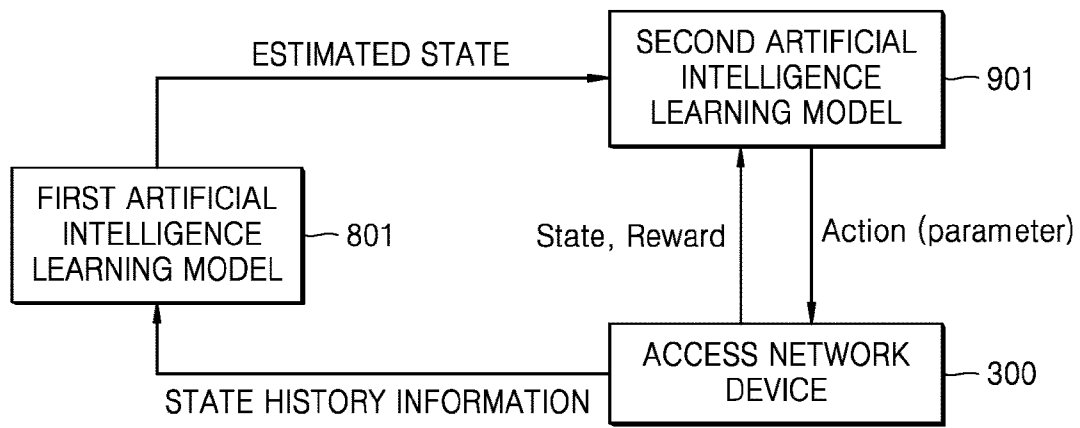 ESTIMATED STATE
SECOND ARTIFICIAL
INTELLIGENCE
LEARNING MODEL
901
FIRST ARTIFICIAL
INTELLIGENCE
LEARNING MODEL
801
State, Reward
Action (parameter)
ACCESS NETWORK
DEVICE
300
STATE HISTORY INFORMATION